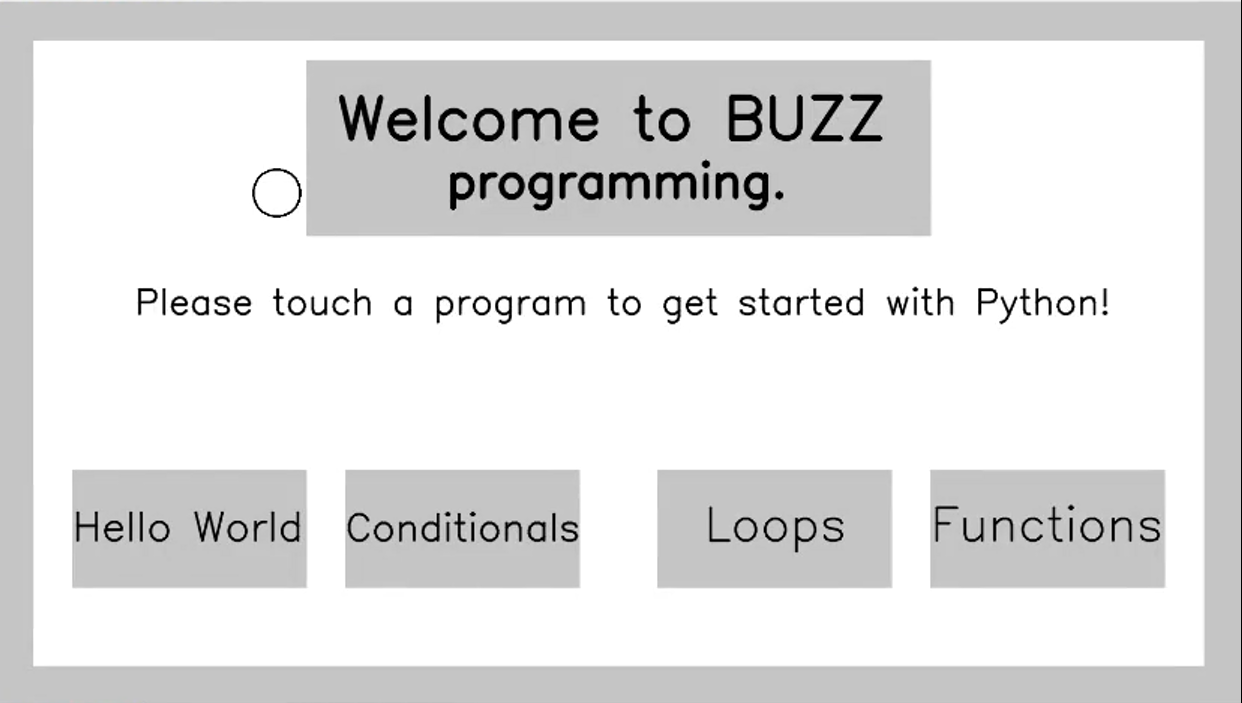 Welcome to BUZZ
programming.
Please touch a program to get started with Python!
Hello World
Conditionals
Loops
Functions